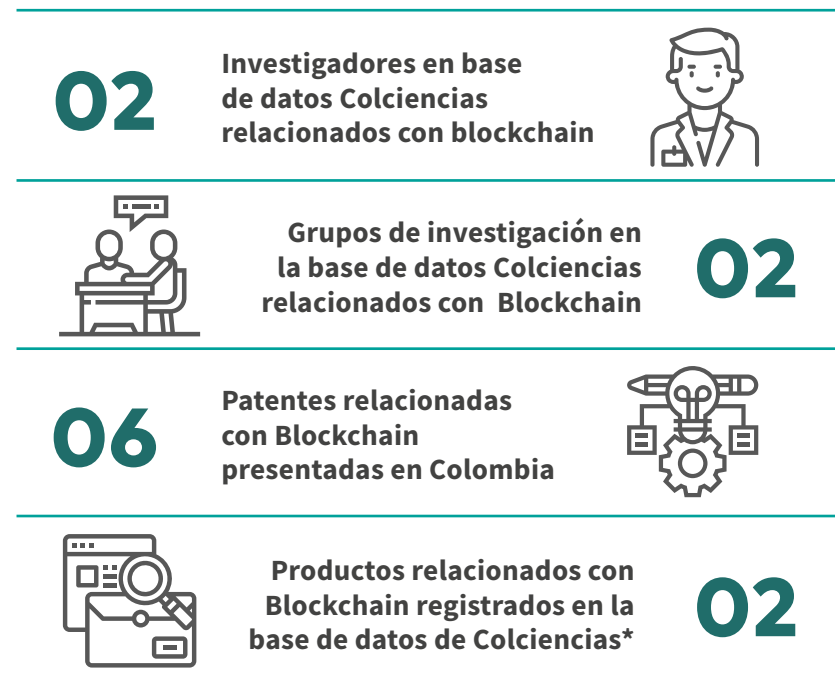 02
Investigadores en base
de datos Colciencias
relacionados con blockchain
Grupos de investigación en
la base de datos Colciencias
relacionados con Blockchain
02
06
Patentes relacionadas
con Blockchain
presentadas en Colombia
Productos relacionados con
Blockchain registrados en la
base de datos de Colciencias*
02